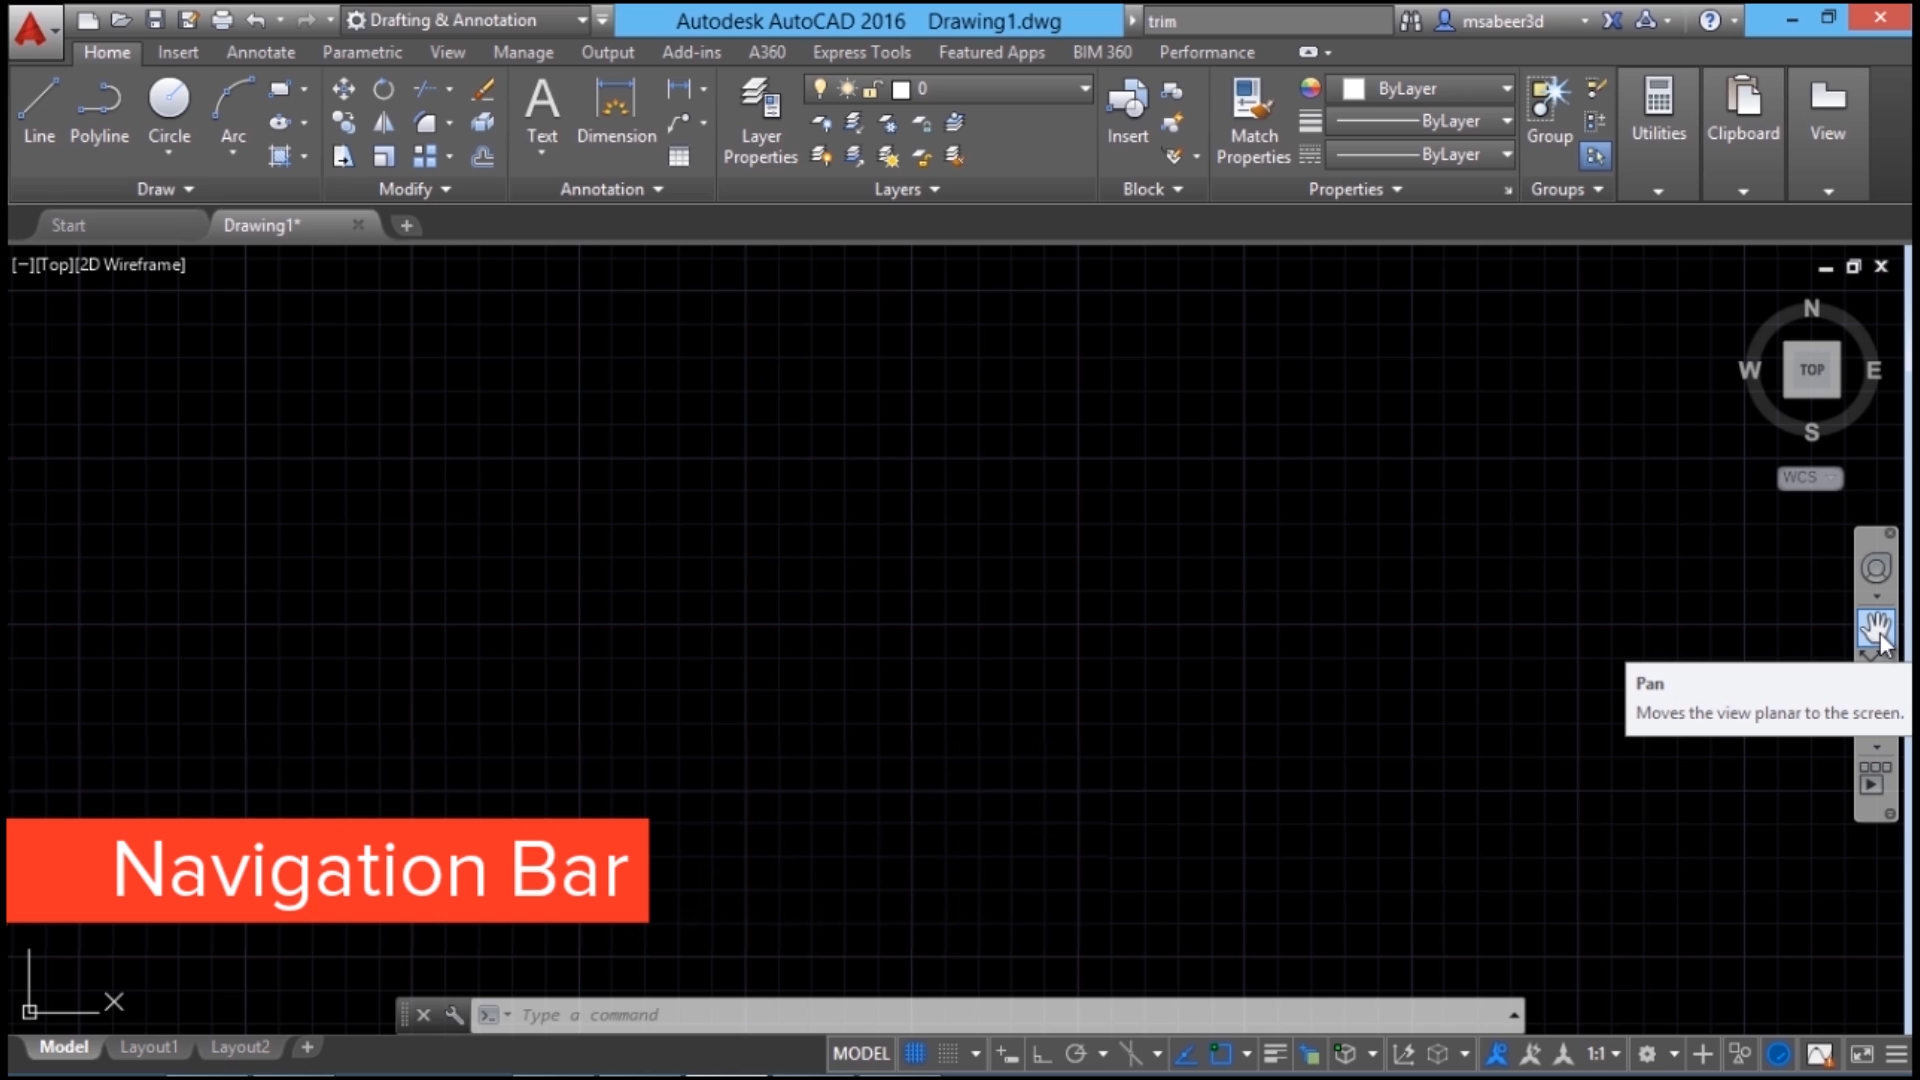 Drafting & Annotation
Autodesk AutoCAD 2016 Drawing1.dwg
trim
msabeer3d
Home Insert Annotate Parametric View Manage Output Add-ins A360 Express Tools Featured Apps BIM 360 Performance
0
ByLayer
ByLayer
ByLayer
Line Polyline Circle Arc
Text Dimension
Layer Properties
Insert
Match Properties
Group Utilities Clipboard View
Draw Modify Annotation Layers Block Properties Groups
Start Drawing1*
[−][Top][2D Wireframe]
N
W TOP E
S
WCS
Pan
Moves the view planar to the screen.
Navigation Bar
X
Type a command
Model Layout1 Layout2
MODEL 1:1